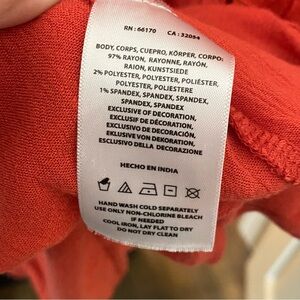 RN : 66170 CA : 32094
BODY, CORPS, CUEPRO, KÖRPER, CORPO:
97% RAYON, RAYONNE, RAYÓN,
RAION, KUNSTSIEDE
2% POLYESTER, POLYESTER, POLIÉSTER,
POLYESTER, POLIESTERE
1% SPANDEX, SPANDEX, SPANDEX,
SPANDEX, SPANDEX
EXCLUSIVE OF DECORATION,
EXCLUSIF DE DÉCORATION,
EXCLUSIVO DE DECORACIÓN,
EXKLUSIVE VON DEKORATION,
ESCLUSIVO DELLA DECORAZIONE
HECHO EN INDIA
HAND WASH COLD SEPARATELY
USE ONLY NON-CHLORINE BLEACH
IF NEEDED
COOL IRON, LAY FLAT TO DRY
DO NOT DRY CLEAN